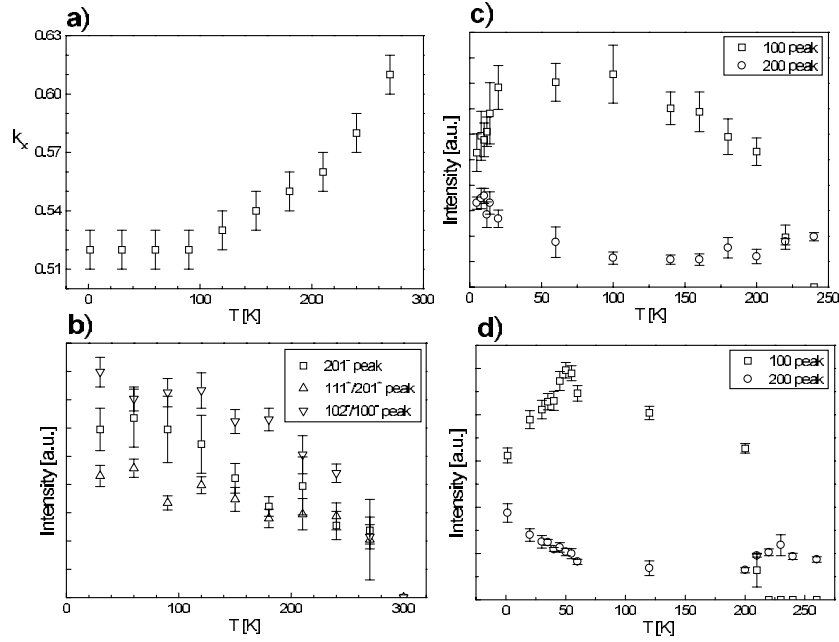 a)
0.63
0.60
0.57
0.54
0.51
kx
0
100
200
300
T [K]
b)
201⁻ peak
111⁺/201⁺ peak
102⁻/100⁻ peak
Intensity [a.u.]
0
100
200
300
T [K]
c)
100 peak
200 peak
Intensity [a.u.]
0
50
100
150
200
250
T [K]
d)
100 peak
200 peak
Intensity [a.u.]
0
50
100
150
200
250
T [K]